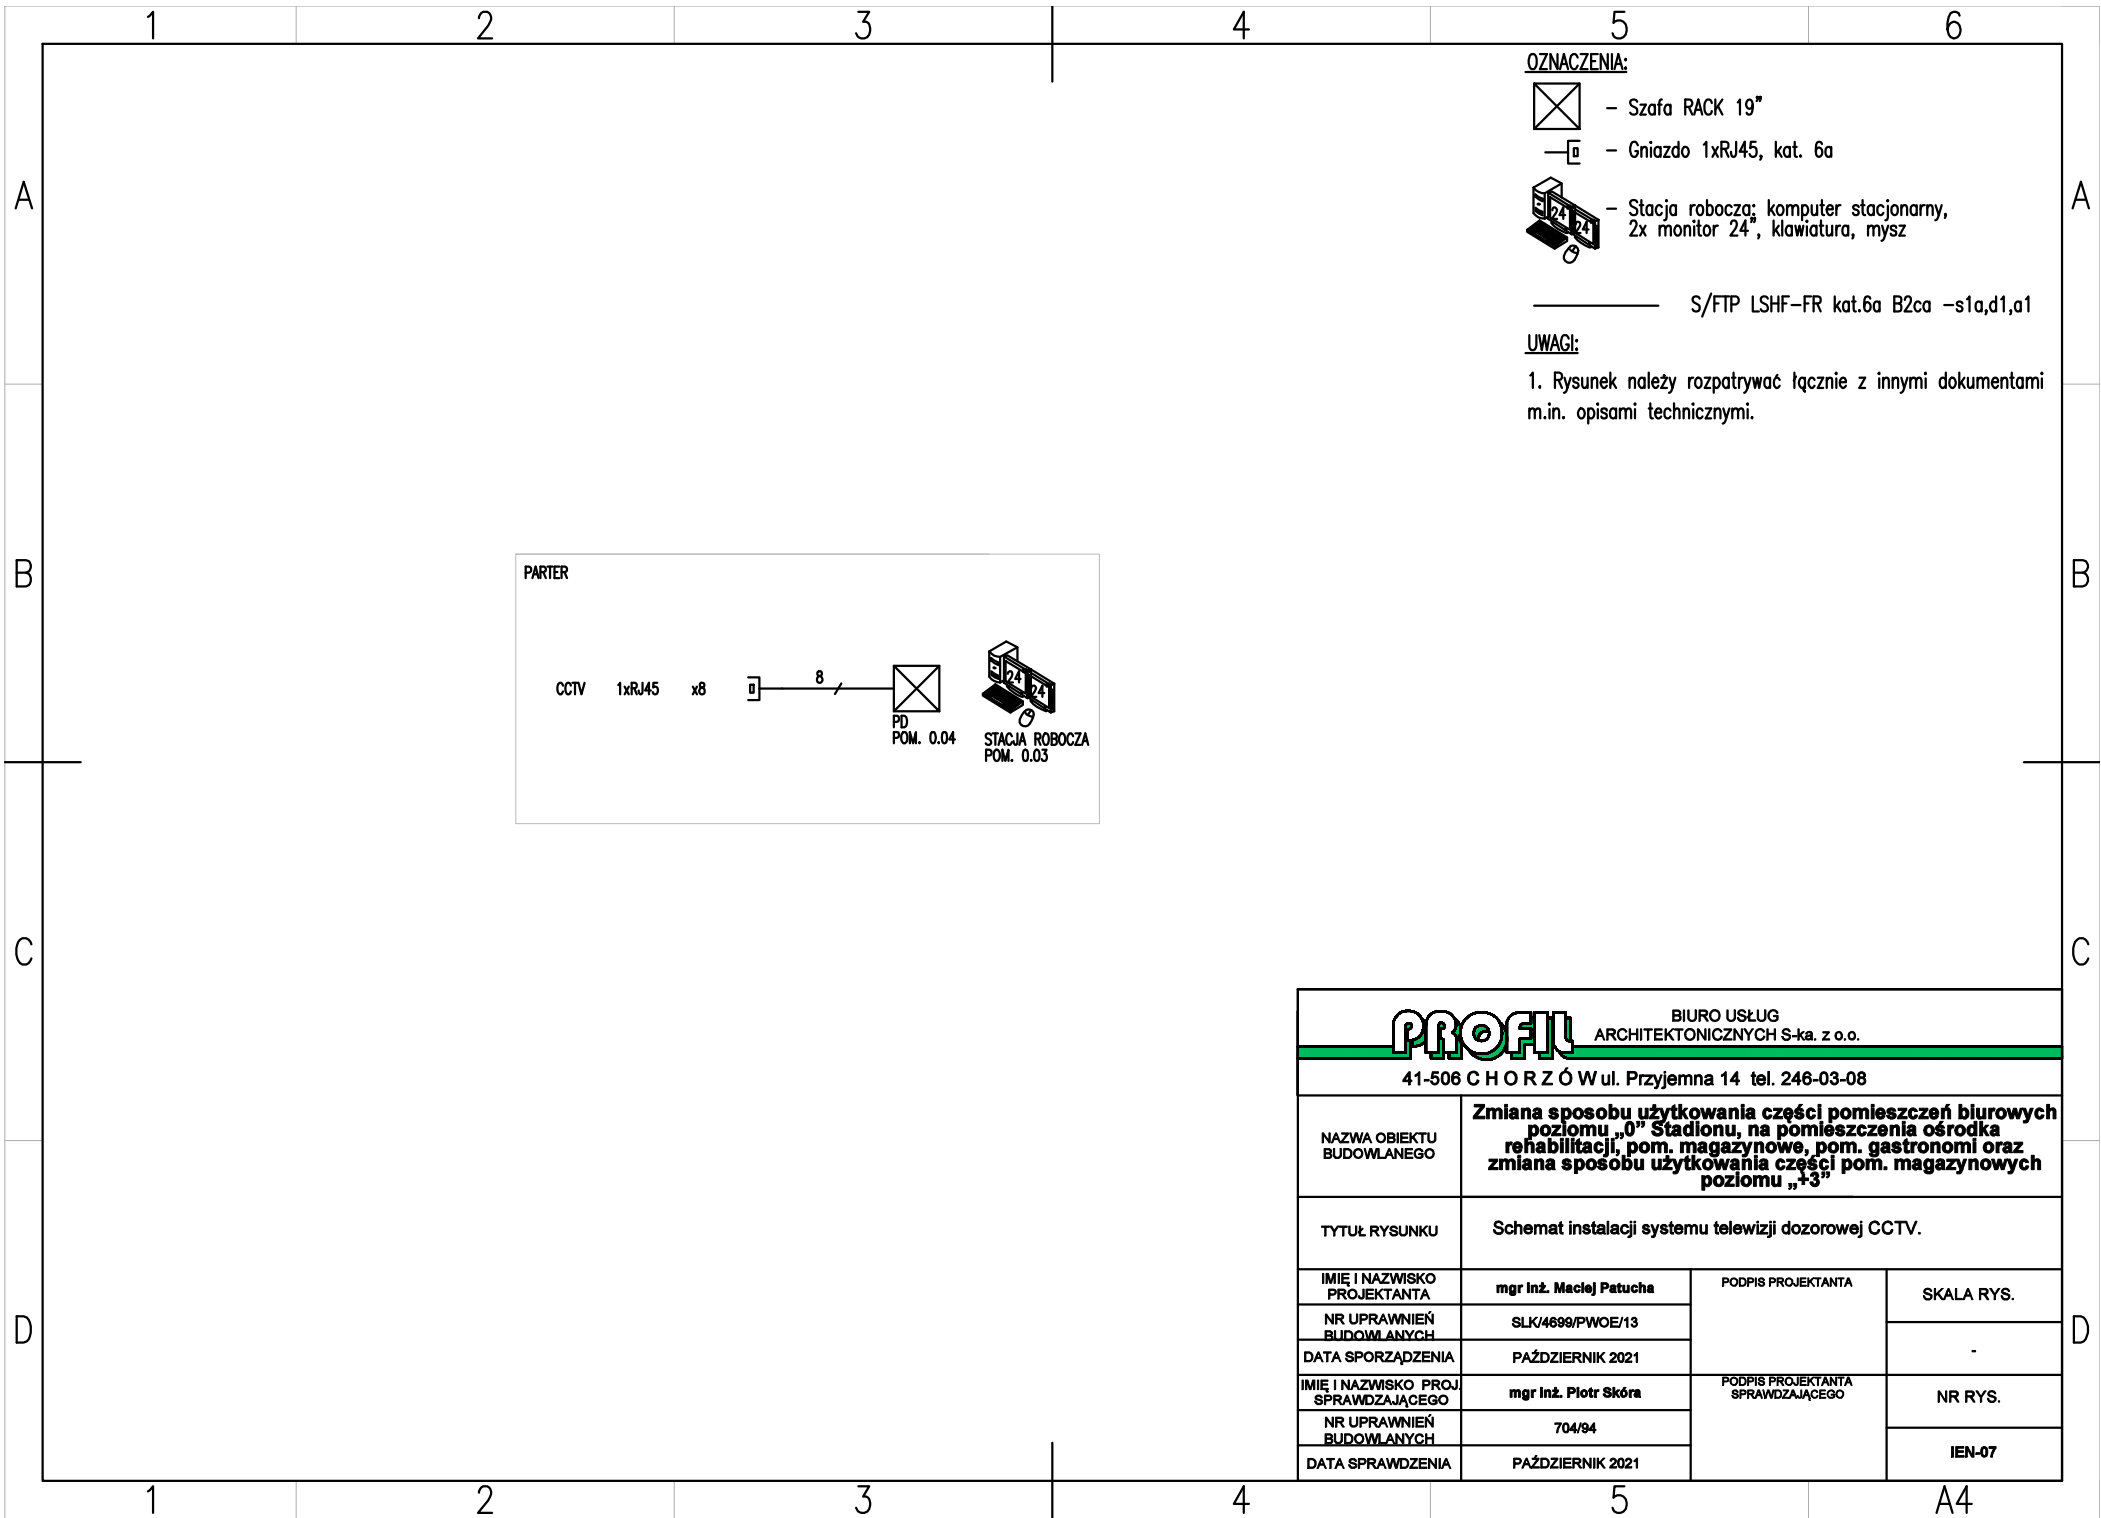 1 2 3 4 5 6
OZNACZENIA:
- Szafa RACK 19"
- Gniazdo 1xRJ45, kat. 6a
A A
24"
24"
- Stacja robocza: komputer stacjonarny,
2x monitor 24", klawiatura, mysz
S/FTP LSHF-FR kat.6a B2ca -s1a,d1,a1
UWAGI:
1. Rysunek należy rozpatrywać łącznie z innymi dokumentami
m.in. opisami technicznymi.
B B
PARTER
CCTV 1xRJ45 x8 8
24"
24"
PD
POM. 0.04
STACJA ROBOCZA
POM. 0.03
C C
PROFIL
BIURO USŁUG
ARCHITEKTONICZNYCH S-ka. z o.o.
41-506 C H O R Z Ó W ul. Przyjemna 14 tel. 246-03-08
NAZWA OBIEKTU
BUDOWLANEGO
Zmiana sposobu użytkowania części pomieszczeń biurowych
poziomu „0” Stadionu, na pomieszczenia ośrodka
rehabilitacji, pom. magazynowe, pom. gastronomi oraz
zmiana sposobu użytkowania części pom. magazynowych
poziomu „+3”
TYTUŁ RYSUNKU
Schemat instalacji systemu telewizji dozorowej CCTV.
IMIĘ I NAZWISKO
PROJEKTANTA
mgr inż. Maciej Patucha
PODPIS PROJEKTANTA
SKALA RYS.
NR UPRAWNIEŃ
BUDOWLANYCH
SLK/4699/PWOE/13
D D
DATA SPORZĄDZENIA
PAŹDZIERNIK 2021
-
IMIĘ I NAZWISKO PROJ.
SPRAWDZAJĄCEGO
mgr inż. Piotr Skóra
PODPIS PROJEKTANTA
SPRAWDZAJĄCEGO
NR RYS.
NR UPRAWNIEŃ
BUDOWLANYCH
704/94
IEN-07
DATA SPRAWDZENIA
PAŹDZIERNIK 2021
1 2 3 4 5 A4